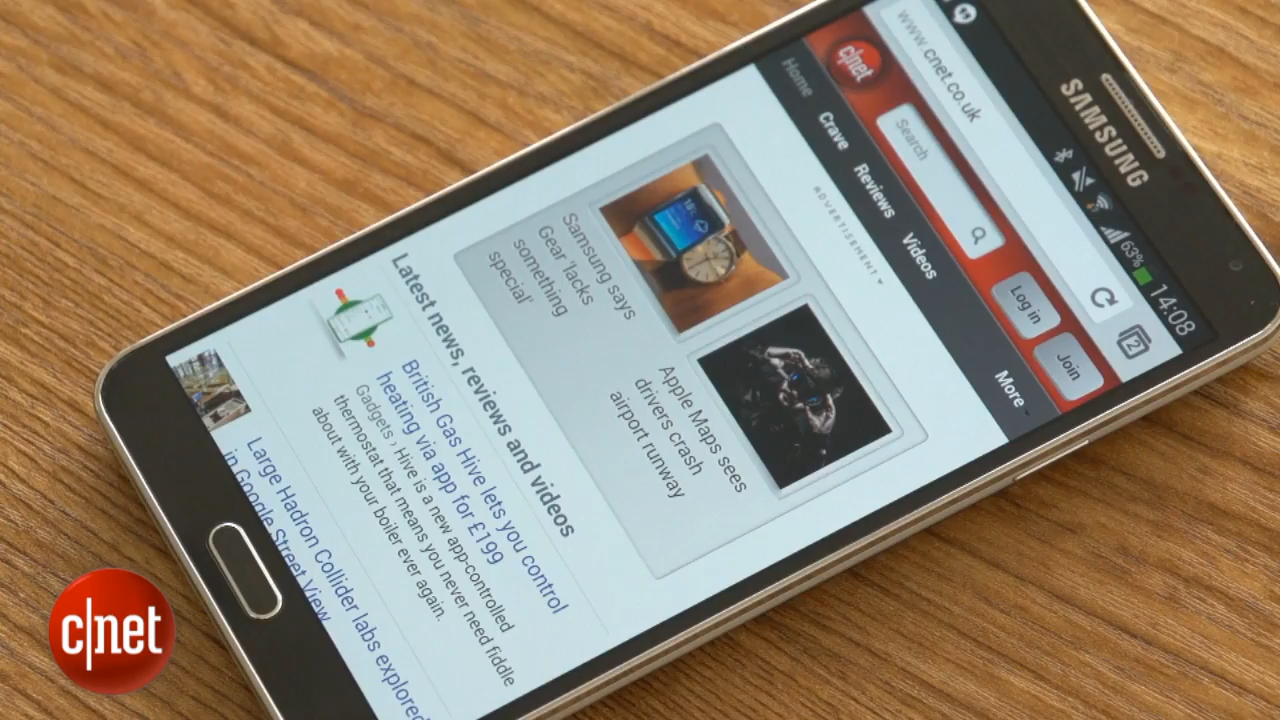 SAMSUNG
63% 14:08
www.cnet.co.uk
2
c|net
Search
Log in
Join
Home
Crave
Reviews
Videos
More
ADVERTISEMENT
Samsung says
Gear 'lacks
something
special'
Apple Maps sees
drivers crash
airport runway
Latest news, reviews and videos
British Gas Hive lets you control
heating via app for £199
Gadgets , Hive is a new app-controlled
thermostat that means you never need fiddle
about with your boiler ever again.
Large Hadron Collider labs explored
in Google Street View
c|net